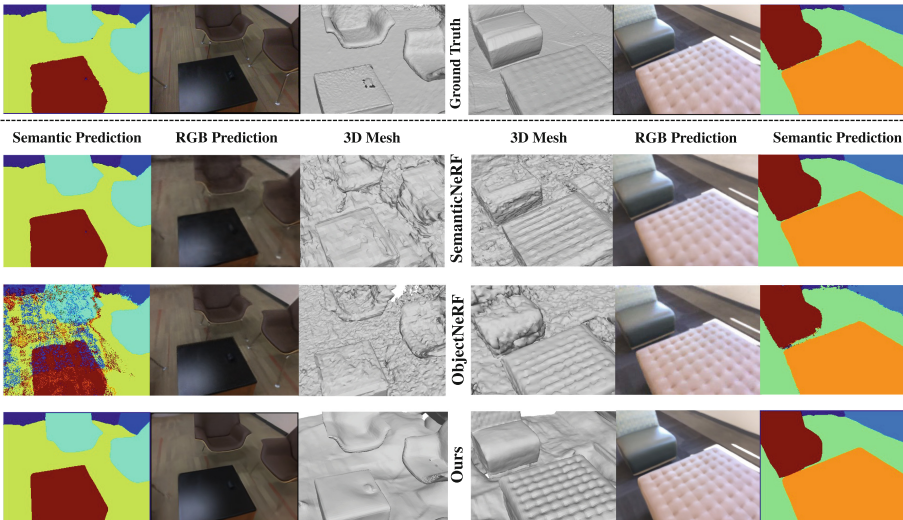 Ground Truth
Semantic Prediction RGB Prediction 3D Mesh 3D Mesh RGB Prediction Semantic Prediction
SemanticNeRF
ObjectNeRF
Ours